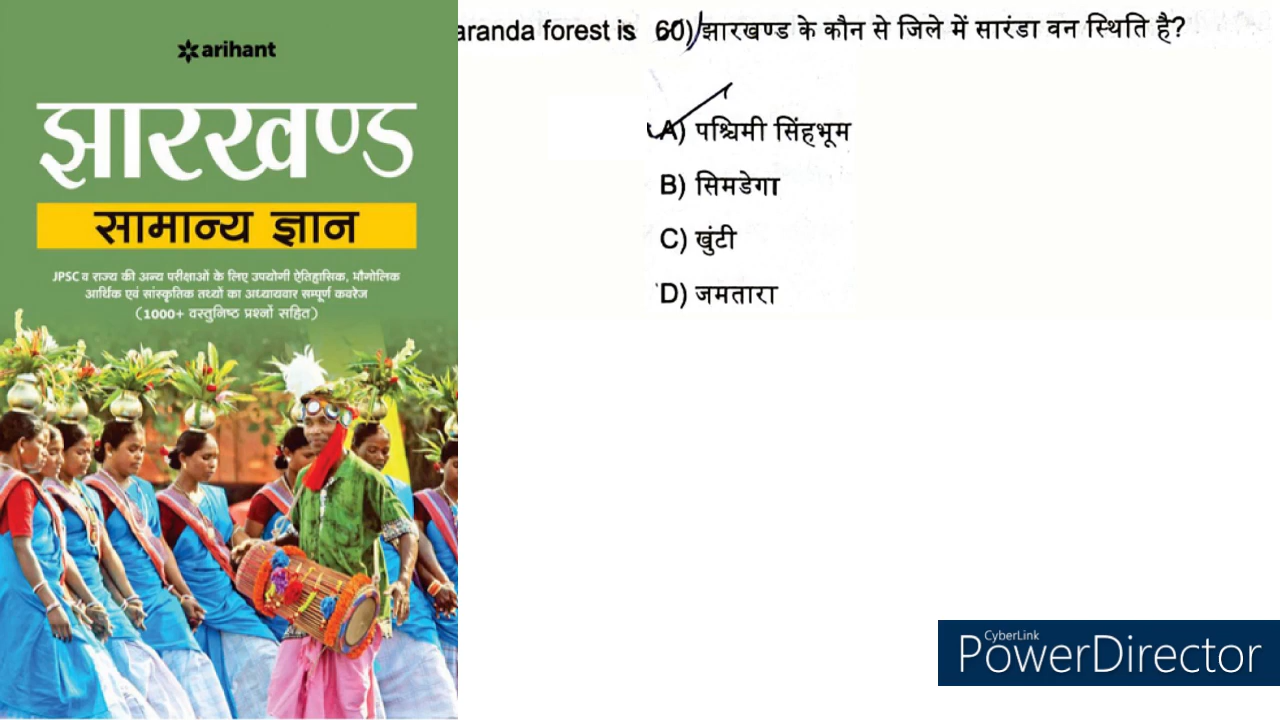 arihant
झारखण्ड
सामान्य ज्ञान
JPSC व राज्य की अन्य परीक्षाओं के लिए उपयोगी ऐतिहासिक, भौगोलिक
आर्थिक एवं सांस्कृतिक तथ्यों का अध्यायवार सम्पूर्ण कवरेज
(1000+ वस्तुनिष्ठ प्रश्नों सहित)
aranda forest is 60) झारखण्ड के कौन से जिले में सारंडा वन स्थिति है?
A) पश्चिमी सिंहभूम
B) सिमडेगा
C) खुंटी
D) जमतारा
CyberLink
PowerDirector